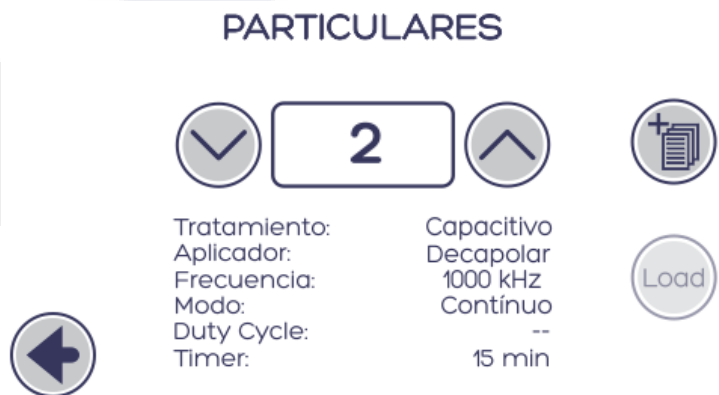 PARTICULARES
2
Tratamiento: Capacitivo
Aplicador: Decapolar
Frecuencia: 1000 kHz
Modo: Contínuo
Duty Cycle: --
Timer: 15 min
Load